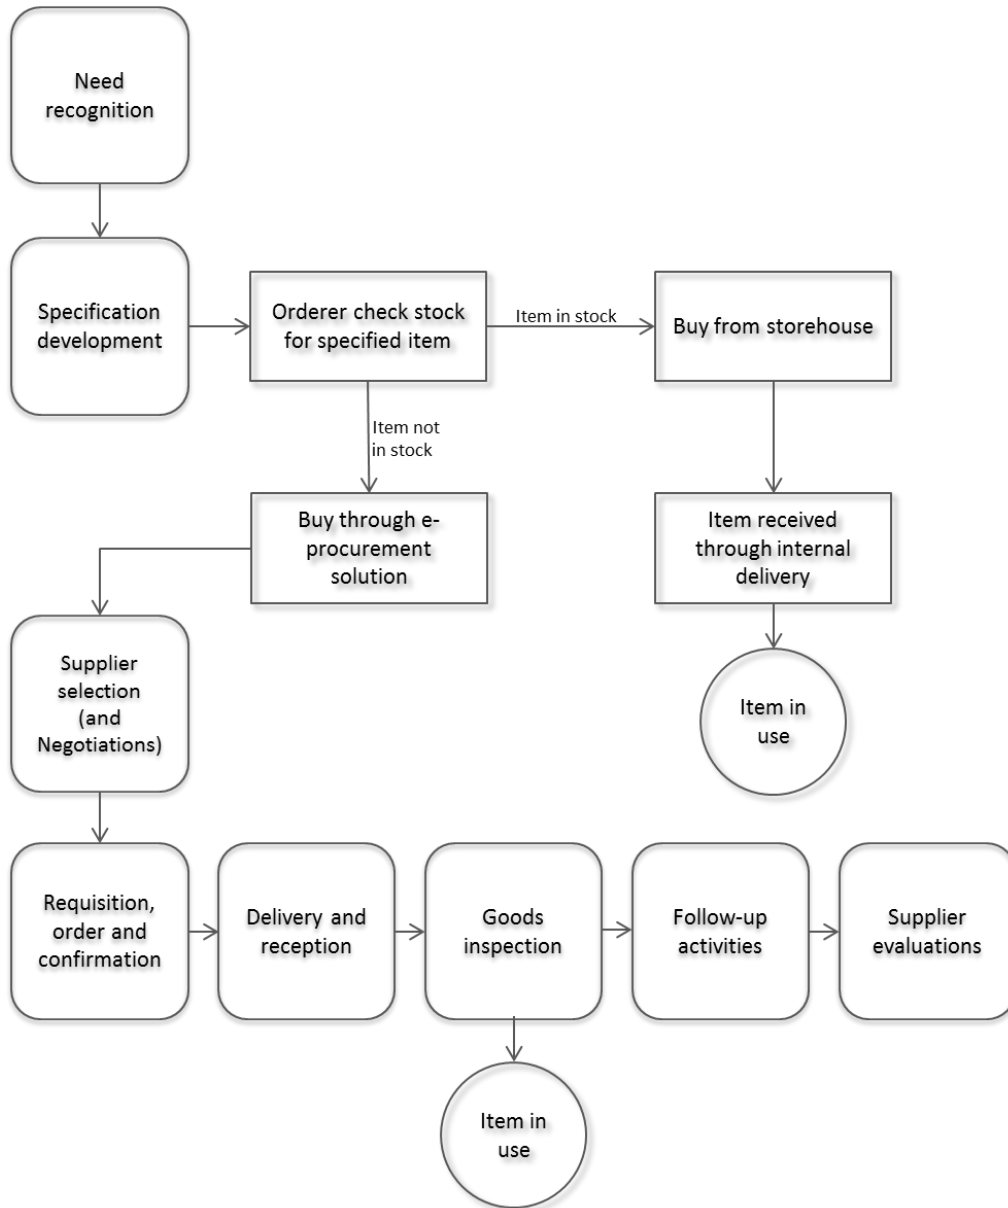 Need
recognition
Specification
development
Orderer check stock
for specified item
Item in stock
Buy from storehouse
Item not
in stock
Buy through e-
procurement
solution
Item received
through internal
delivery
Supplier
selection
(and
Negotiations)
Item in
use
Requisition,
order and
confirmation
Delivery and
reception
Goods
inspection
Follow-up
activities
Supplier
evaluations
Item in
use